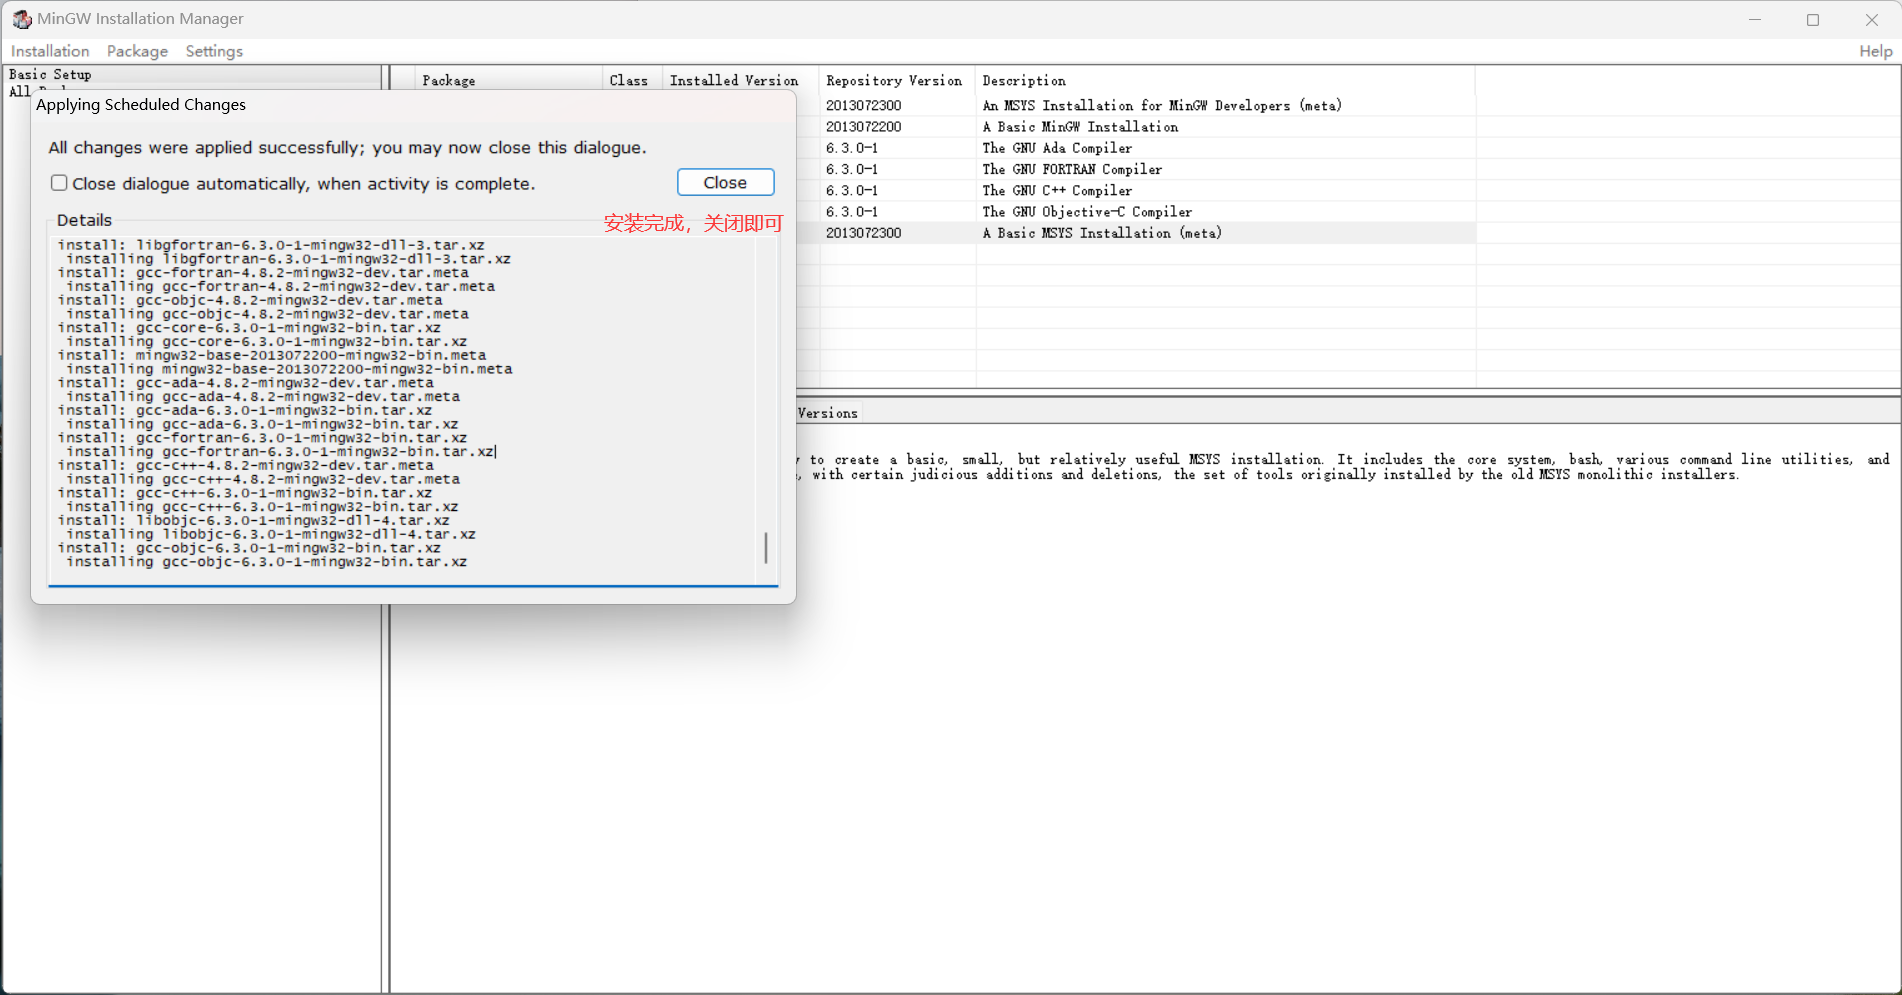 MinGW Installation Manager
Installation Package Settings Help
Basic Setup
Package Class Installed Version Repository Version Description
2013072300 An MSYS Installation for MinGW Developers (meta)
2013072200 A Basic MinGW Installation
6.3.0-1 The GNU Ada Compiler
6.3.0-1 The GNU FORTRAN Compiler
6.3.0-1 The GNU C++ Compiler
6.3.0-1 The GNU Objective-C Compiler
2013072300 A Basic MSYS Installation (meta)
All
Applying Scheduled Changes
All changes were applied successfully; you may now close this dialogue.
Close dialogue automatically, when activity is complete.
Close
安装完成，关闭即可
Details
install: libgfortran-6.3.0-1-mingw32-dll-3.tar.xz
installing libgfortran-6.3.0-1-mingw32-dll-3.tar.xz
install: gcc-fortran-4.8.2-mingw32-dev.tar.meta
installing gcc-fortran-4.8.2-mingw32-dev.tar.meta
install: gcc-objc-4.8.2-mingw32-dev.tar.meta
installing gcc-objc-4.8.2-mingw32-dev.tar.meta
install: gcc-core-6.3.0-1-mingw32-bin.tar.xz
installing gcc-core-6.3.0-1-mingw32-bin.tar.xz
install: mingw32-base-2013072200-mingw32-bin.meta
installing mingw32-base-2013072200-mingw32-bin.meta
install: gcc-ada-4.8.2-mingw32-dev.tar.meta
installing gcc-ada-4.8.2-mingw32-dev.tar.meta
install: gcc-ada-6.3.0-1-mingw32-bin.tar.xz
installing gcc-ada-6.3.0-1-mingw32-bin.tar.xz
install: gcc-fortran-6.3.0-1-mingw32-bin.tar.xz
installing gcc-fortran-6.3.0-1-mingw32-bin.tar.xz
install: gcc-c++-4.8.2-mingw32-dev.tar.meta
installing gcc-c++-4.8.2-mingw32-dev.tar.meta
install: gcc-c++-6.3.0-1-mingw32-bin.tar.xz
installing gcc-c++-6.3.0-1-mingw32-bin.tar.xz
install: libobjc-6.3.0-1-mingw32-dll-4.tar.xz
installing libobjc-6.3.0-1-mingw32-dll-4.tar.xz
install: gcc-objc-6.3.0-1-mingw32-bin.tar.xz
installing gcc-objc-6.3.0-1-mingw32-bin.tar.xz
Versions
to create a basic, small, but relatively useful MSYS installation. It includes the core system, bash, various command line utilities, and
, with certain judicious additions and deletions, the set of tools originally installed by the old MSYS monolithic installers.